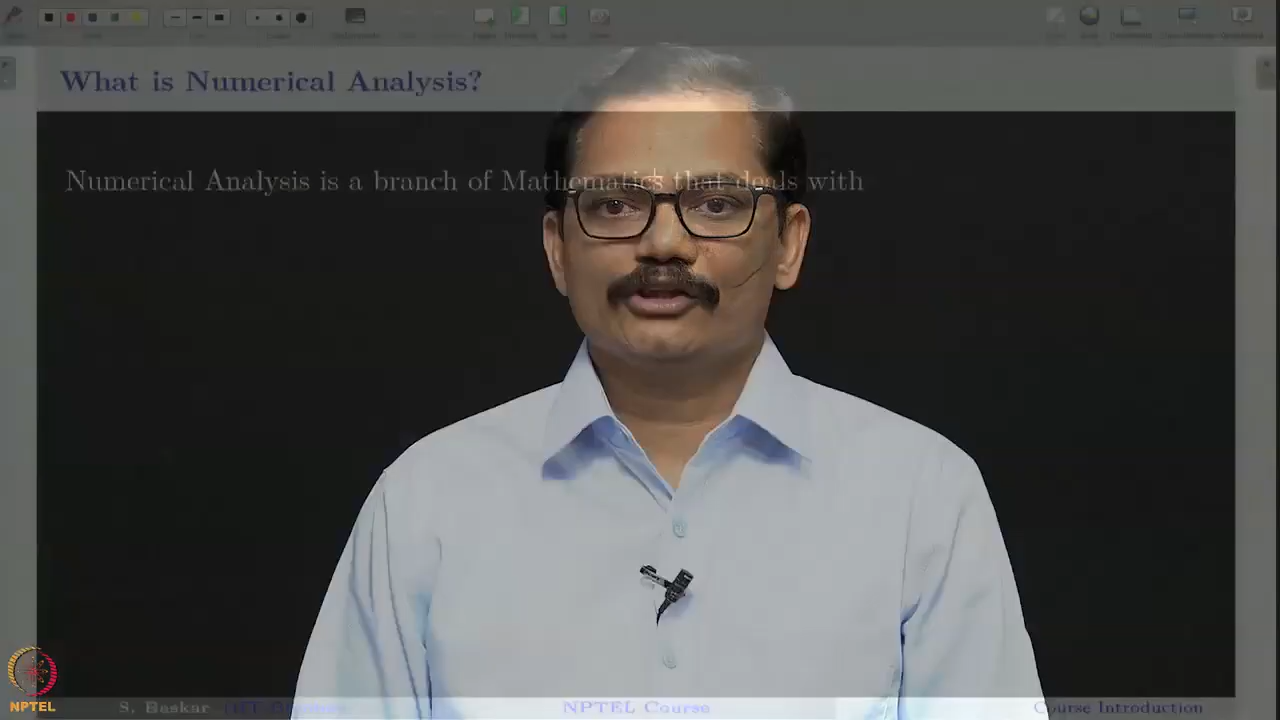 What is Numerical Analysis?
Numerical Analysis is a branch of Mathematics that deals with
NPTEL
S. Baskar
NPTEL Course
Course Introduction